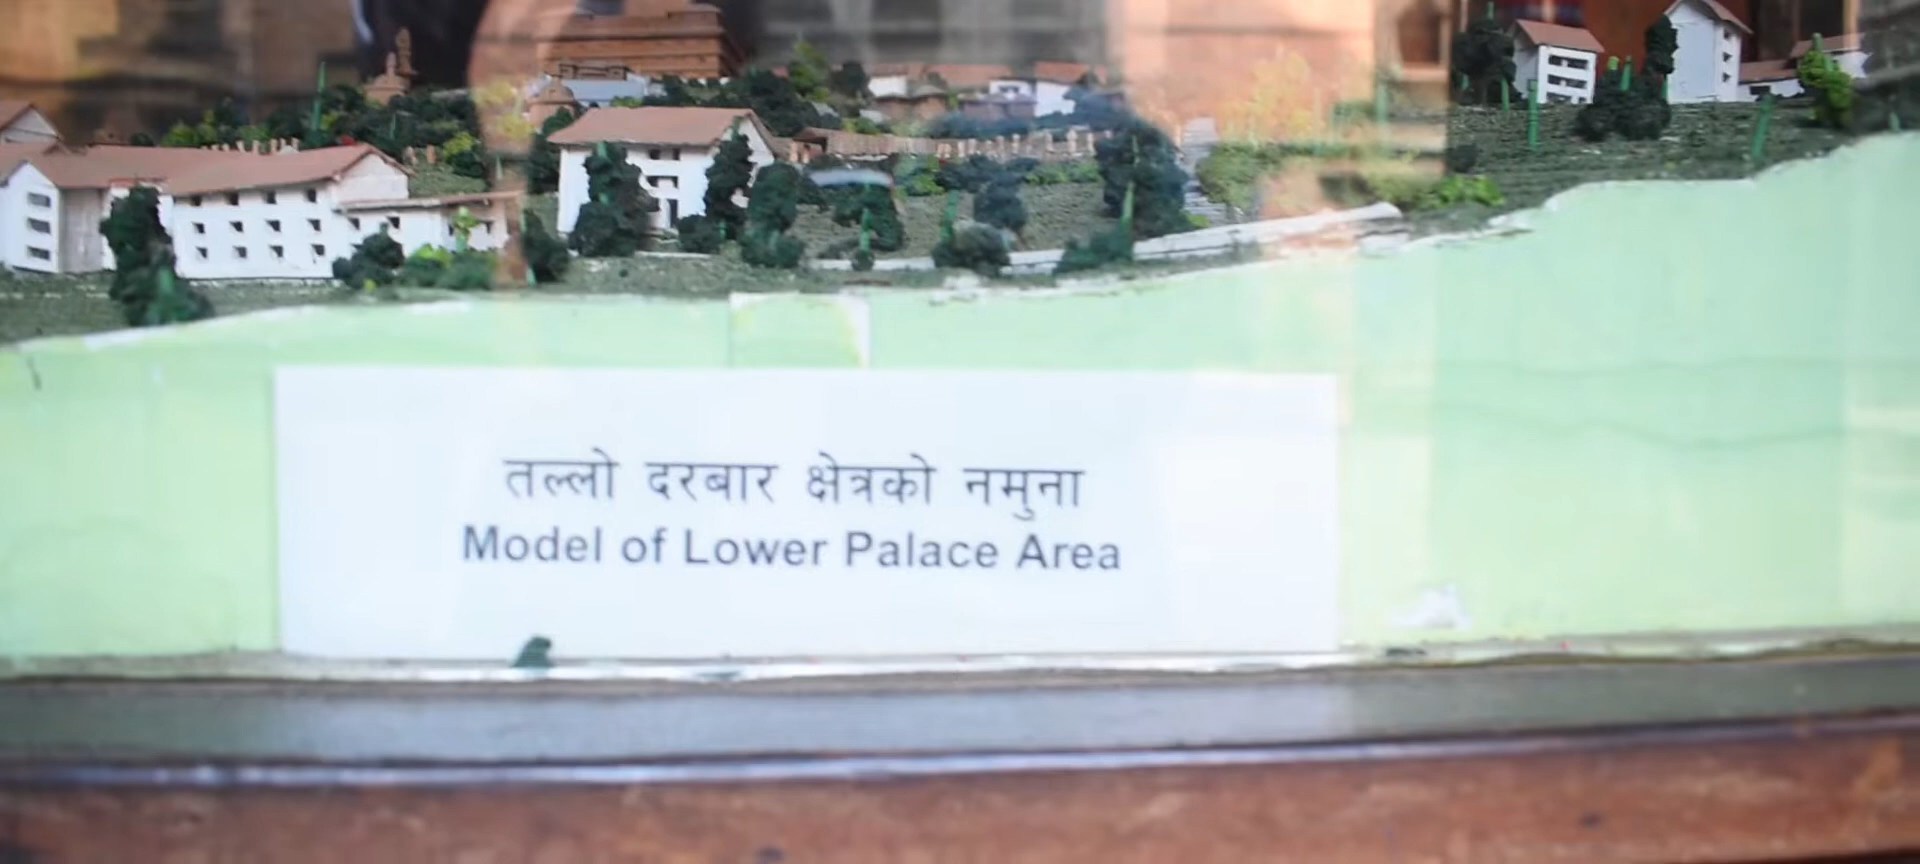 तल्लो दरबार क्षेत्रको नमुना
Model of Lower Palace Area